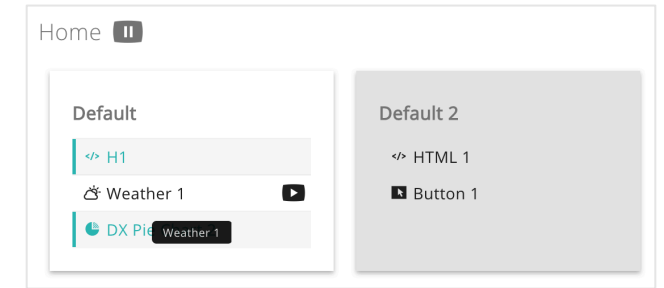 Home
Default
H1
Weather 1
DX Pie
Weather 1
Default 2
HTML 1
Button 1